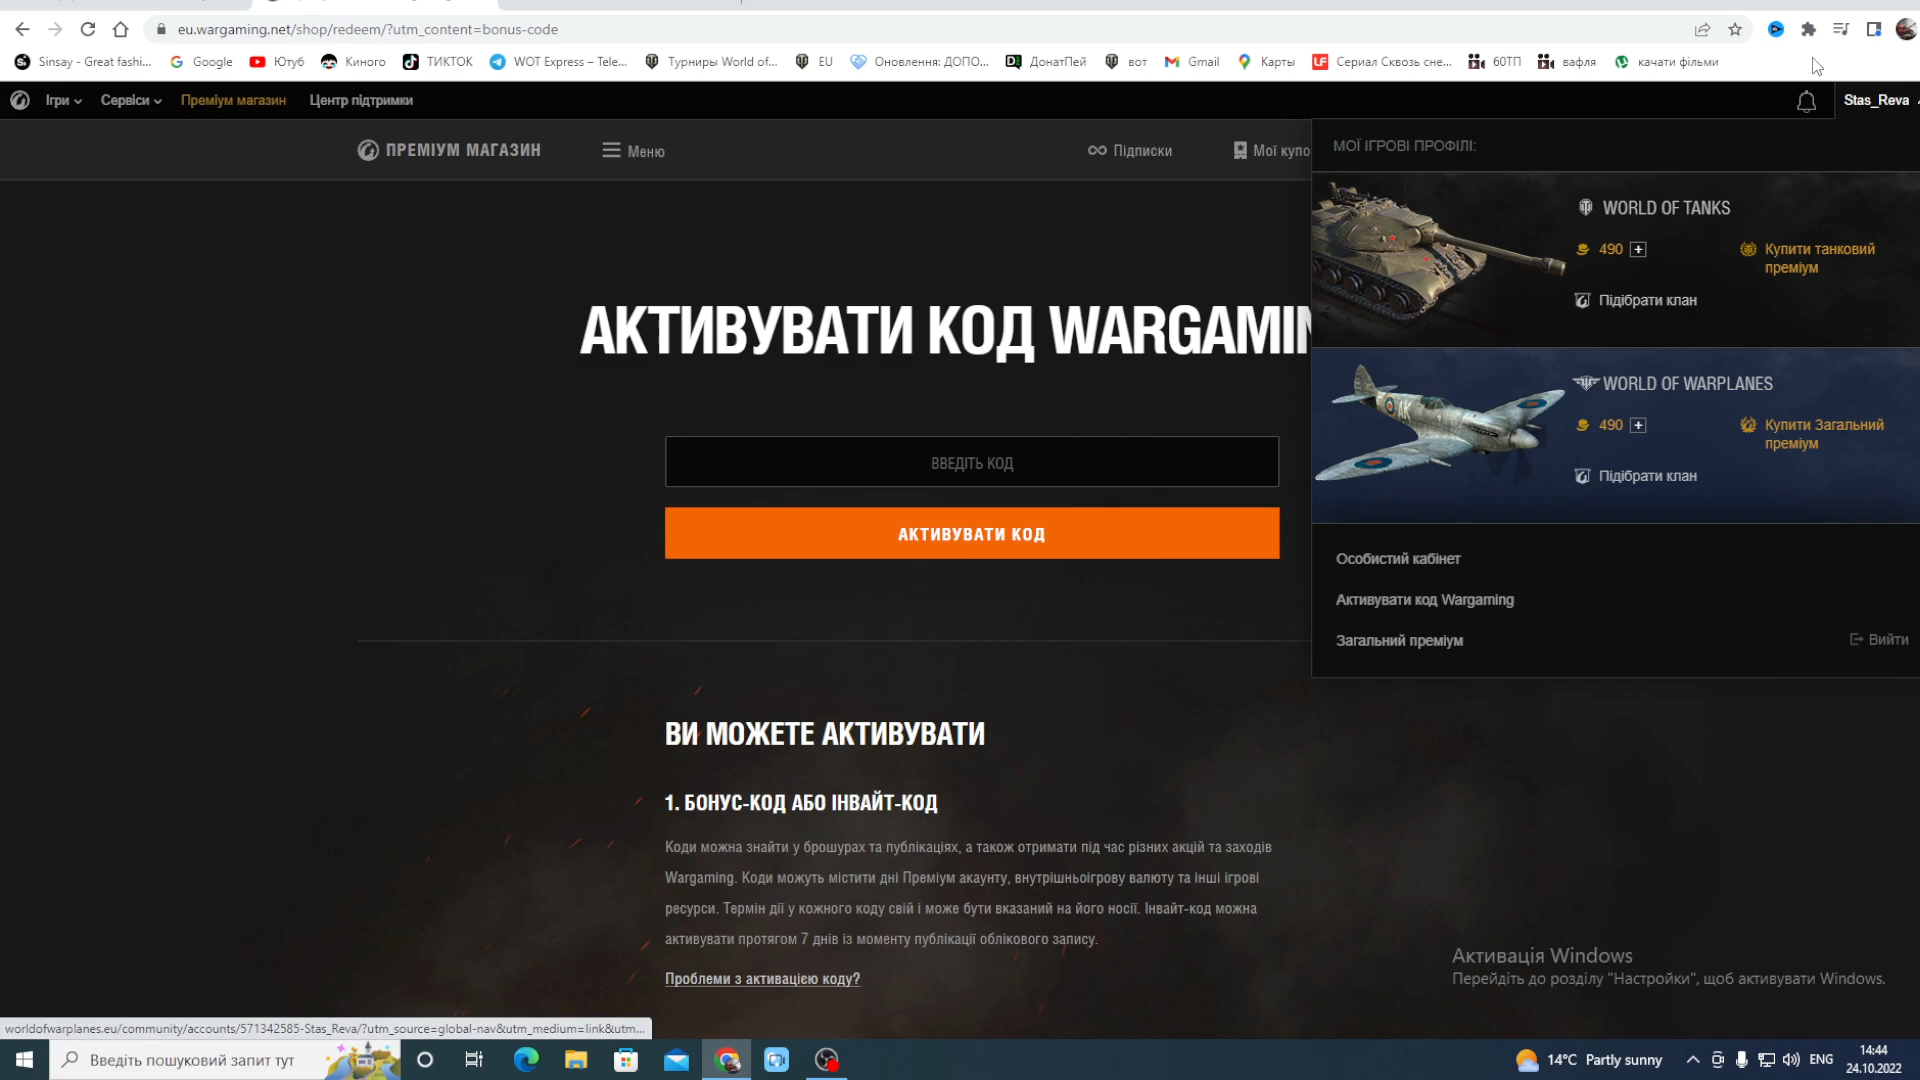 eu.wargaming.net/shop/redeem/?utm_content=bonus-code
Sinsay - Great fashi... Google Ютуб Киного ТИКТОК WOT Express – Tele... Турниры World of... EU Оновлення: ДОПО... ДонатПей вот Gmail Карты Сериал Сквозь сне... 60ТП вафля качати фільми
Ігри Сервіси Преміум магазин Центр підтримки Stas_Reva
ПРЕМІУМ МАГАЗИН Меню Підписки Мої купо
МОЇ ІГРОВІ ПРОФІЛІ:
WORLD OF TANKS
490 + Купити танковий
преміум
Підібрати клан
WORLD OF WARPLANES
490 + Купити Загальний
преміум
Підібрати клан
Особистий кабінет
Активувати код Wargaming
Загальний преміум Вийти
АКТИВУВАТИ КОД WARGAMIN
ВВЕДІТЬ КОД
АКТИВУВАТИ КОД
ВИ МОЖЕТЕ АКТИВУВАТИ
1. БОНУС-КОД АБО ІНВАЙТ-КОД
Коди можна знайти у брошурах та публікаціях, а також отримати під час різних акцій та заходів
Wargaming. Коди можуть містити дні Преміум акаунту, внутрішньоігрову валюту та інші ігрові
ресурси. Термін дії у кожного коду свій і може бути вказаний на його носії. Інвайт-код можна
активувати протягом 7 днів із моменту публікації облікового запису.
Проблеми з активацією коду?
Активація Windows
Перейдіть до розділу "Настройки", щоб активувати Windows.
worldofwarplanes.eu/community/accounts/571342585-Stas_Reva/?utm_source=global-nav&utm_medium=link&utm...
Введіть пошуковий запит тут 14°C Partly sunny ENG 14:44
24.10.2022